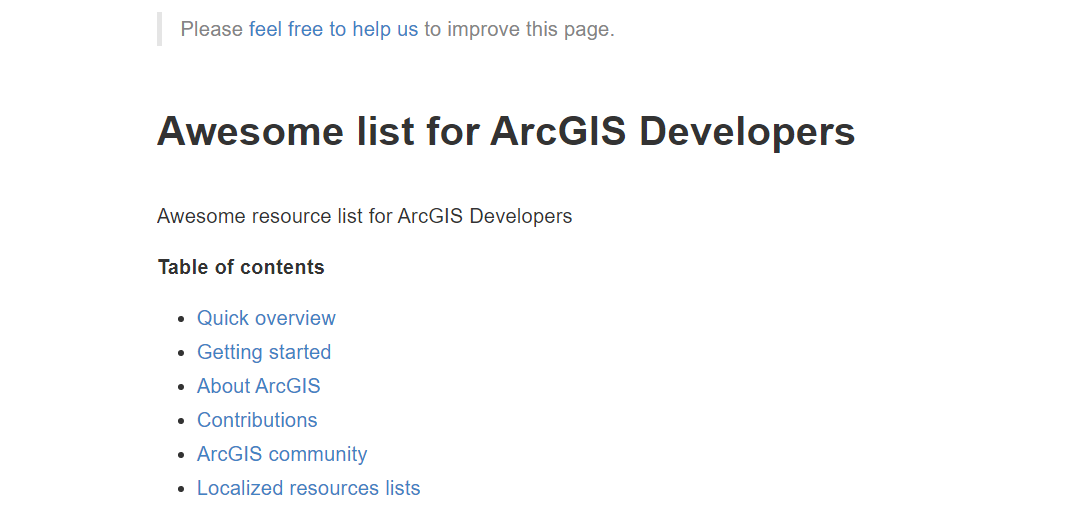 Please feel free to help us to improve this page.
Awesome list for ArcGIS Developers
Awesome resource list for ArcGIS Developers
Table of contents
Quick overview
Getting started
About ArcGIS
Contributions
ArcGIS community
Localized resources lists